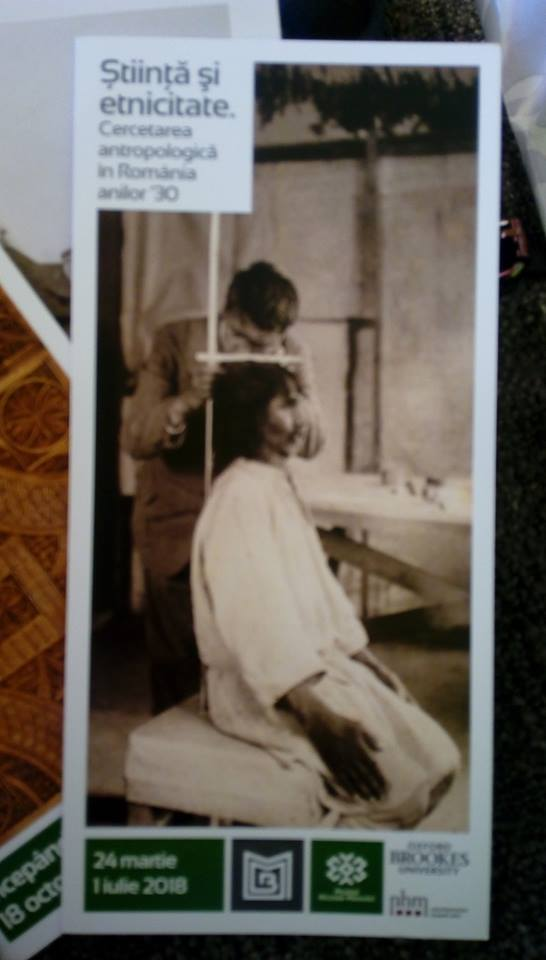 Știință și
etnicitate.
Cercetarea
antropologică
în România
anilor '30
24 martie
1 iulie 2018
OXFORD
BROOKES
UNIVERSITY
nhm
18 octo